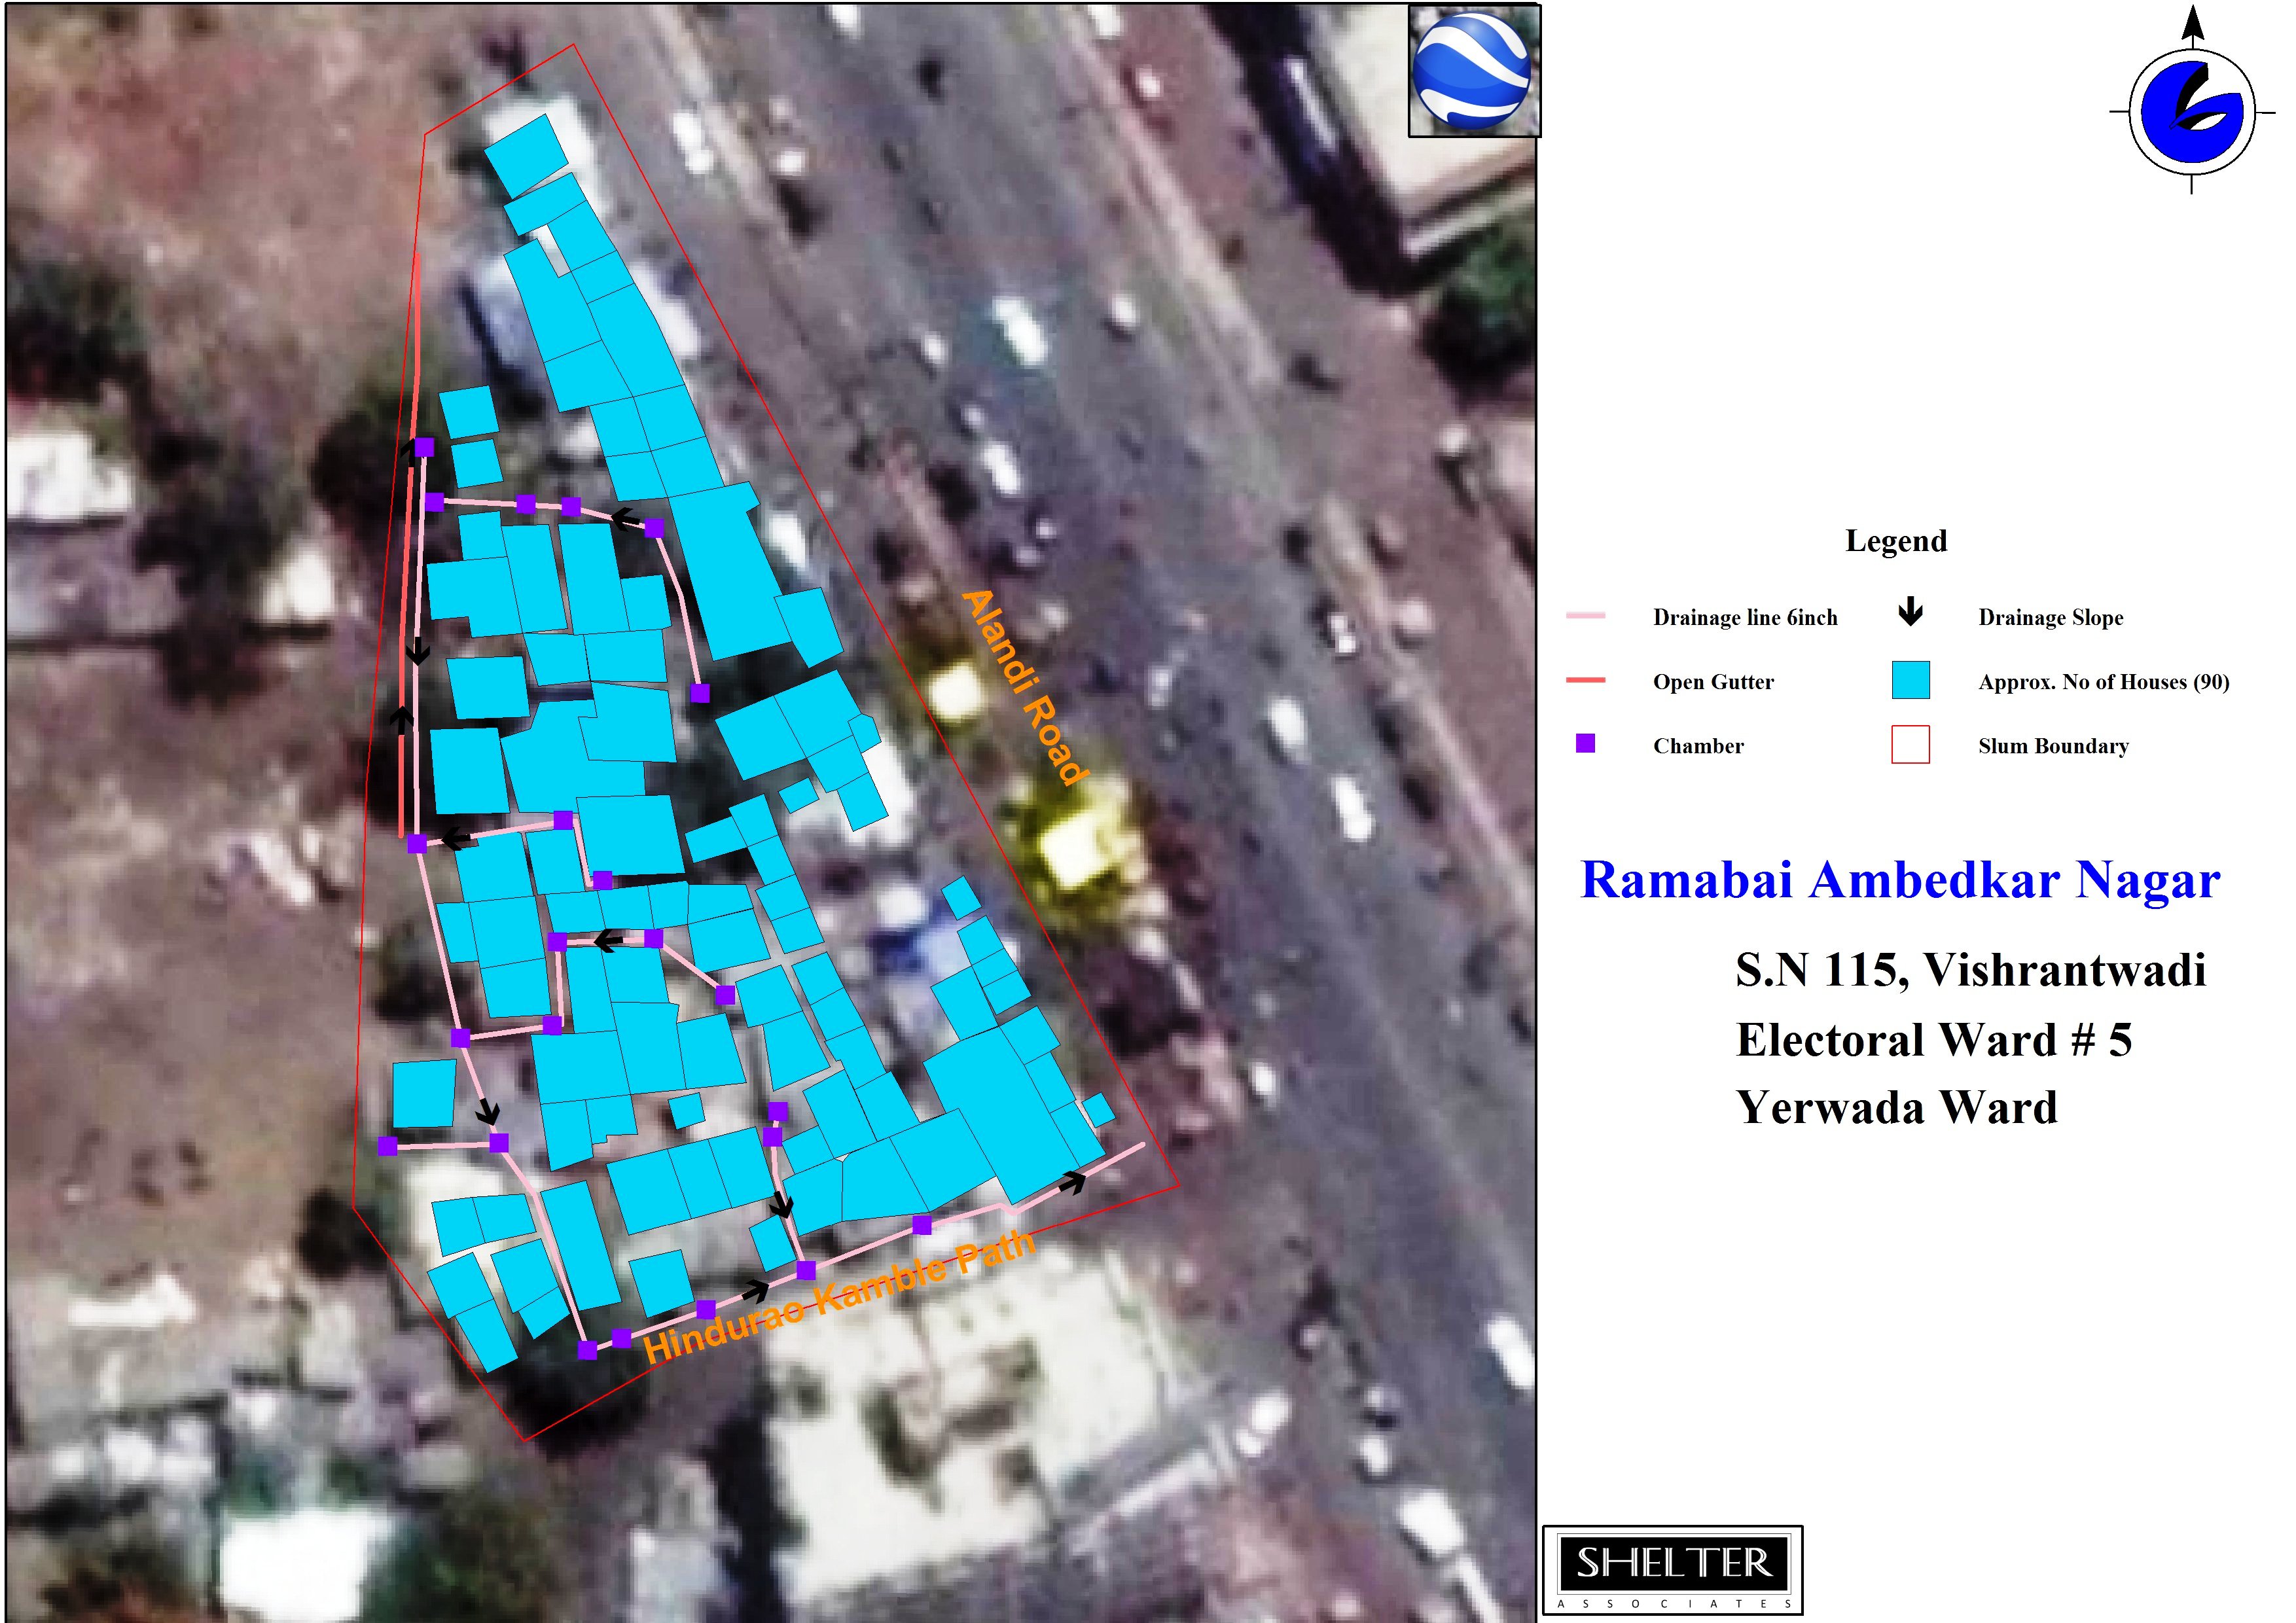 Alandi Road
Hindurao Kamble Path
Legend
Drainage line 6inch
Drainage Slope
Open Gutter
Approx. No of Houses (90)
Chamber
Slum Boundary
Ramabai Ambedkar Nagar
S.N 115, Vishrantwadi
Electoral Ward # 5
Yerwada Ward
SHELTER
ASSOCIATES